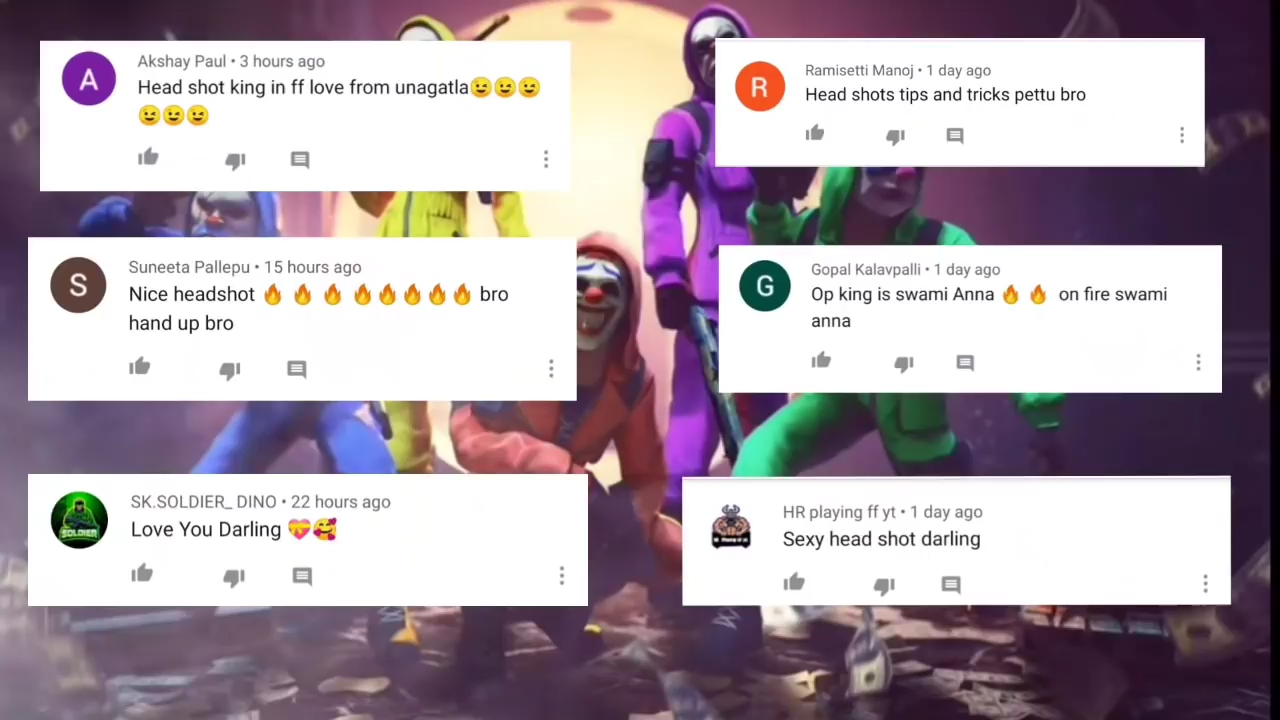 A
Akshay Paul • 3 hours ago
Head shot king in ff love from unagatla😉😉😉
😉😉😉
R
Ramisetti Manoj • 1 day ago
Head shots tips and tricks pettu bro
S
Suneeta Pallepu • 15 hours ago
Nice headshot 🔥 🔥 🔥 🔥🔥🔥🔥🔥 bro
hand up bro
G
Gopal Kalavpalli • 1 day ago
Op king is swami Anna 🔥 🔥 on fire swami
anna
SOLDIER
SK.SOLDIER_ DINO • 22 hours ago
Love You Darling 💝🥰
HR playing ff yt • 1 day ago
Sexy head shot darling